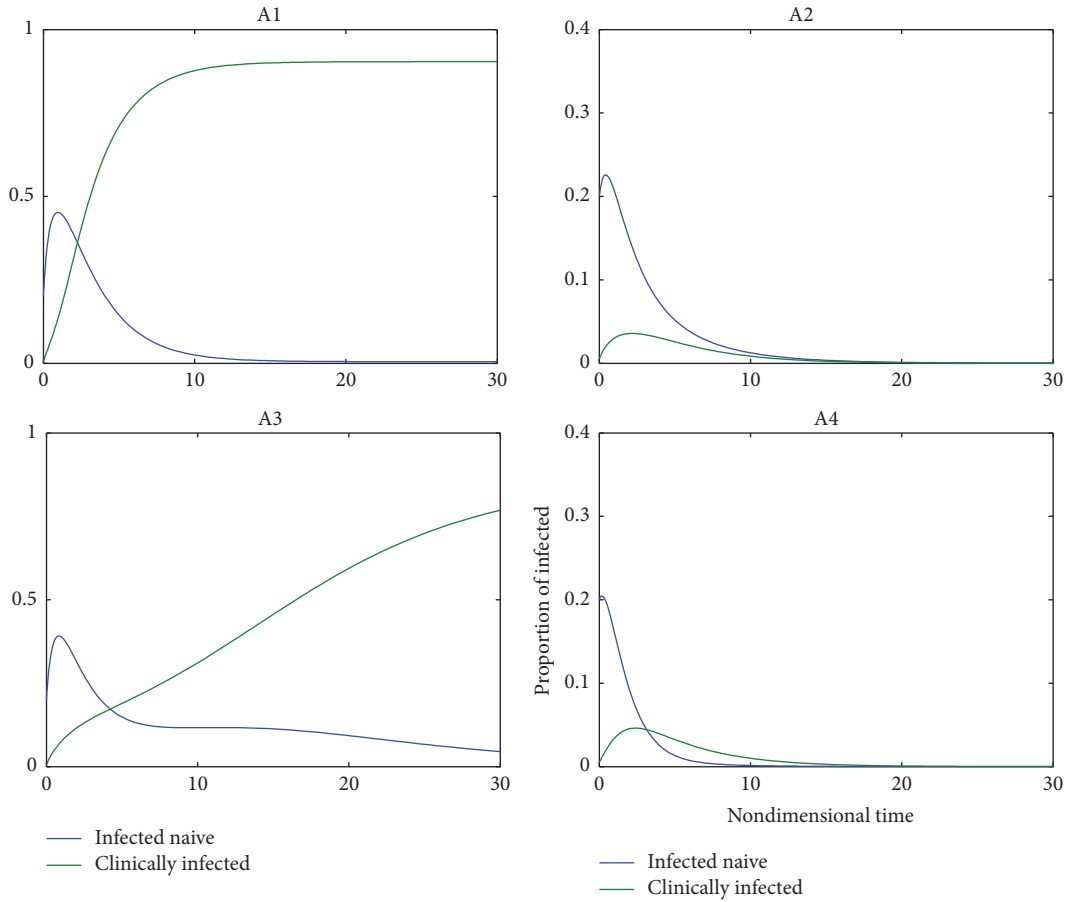 A1
1
0.5
0
0 10 20 30
A2
0.4
0.3
0.2
0.1
0
0 10 20 30
A3
1
0.5
0
0 10 20 30
Infected naive
Clinically infected
A4
Proportion of infected
0.4
0.3
0.2
0.1
0
0 10 20 30
Nondimensional time
Infected naive
Clinically infected